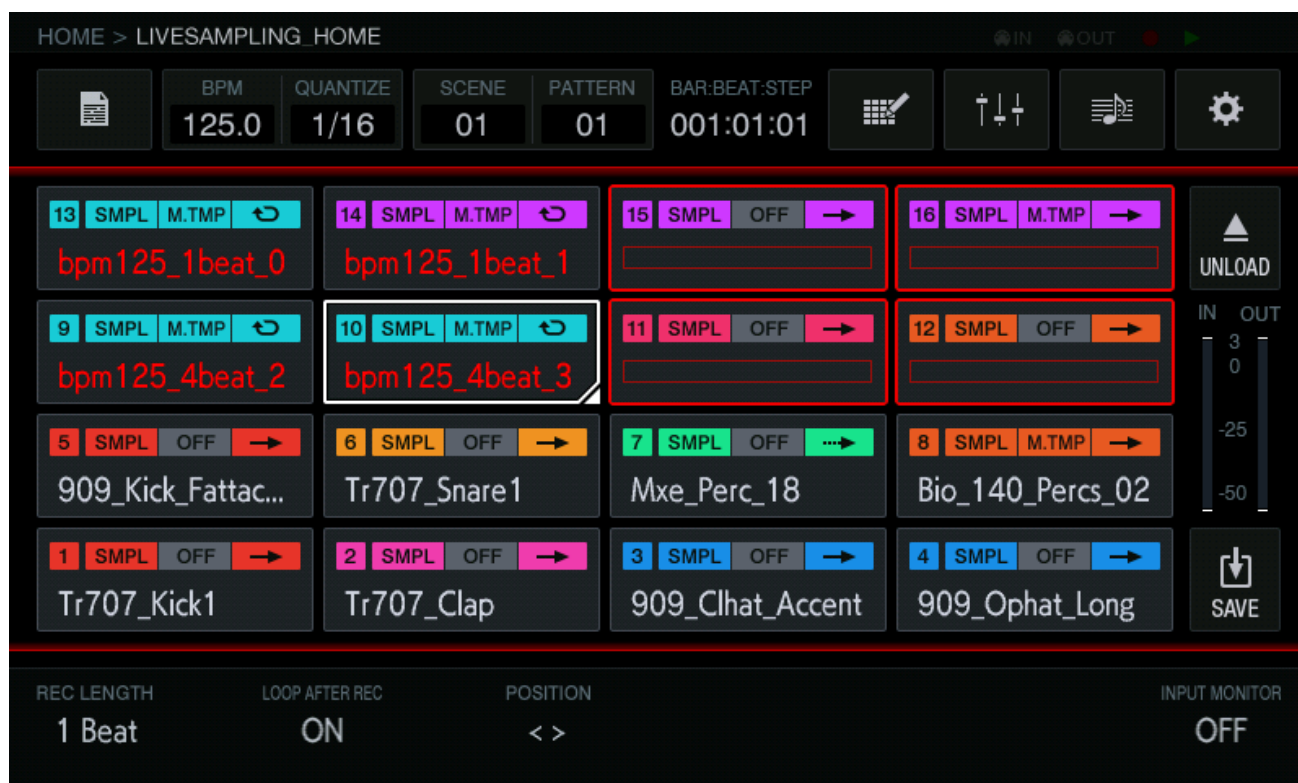 HOME > LIVESAMPLING_HOME IN OUT
BPM QUANTIZE SCENE PATTERN BAR:BEAT:STEP
125.0 1/16 01 01 001:01:01
13 SMPL M.TMP 14 SMPL M.TMP 15 SMPL OFF 16 SMPL M.TMP
bpm125_1beat_0 bpm125_1beat_1 UNLOAD
9 SMPL M.TMP 10 SMPL M.TMP 11 SMPL OFF 12 SMPL OFF IN OUT
3
0
bpm125_4beat_2 bpm125_4beat_3
5 SMPL OFF 6 SMPL OFF 7 SMPL OFF 8 SMPL M.TMP -25
909_Kick_Fattac... Tr707_Snare1 Mxe_Perc_18 Bio_140_Percs_02 -50
1 SMPL OFF 2 SMPL OFF 3 SMPL OFF 4 SMPL OFF
Tr707_Kick1 Tr707_Clap 909_Clhat_Accent 909_Ophat_Long SAVE
REC LENGTH LOOP AFTER REC POSITION INPUT MONITOR
1 Beat ON < > OFF